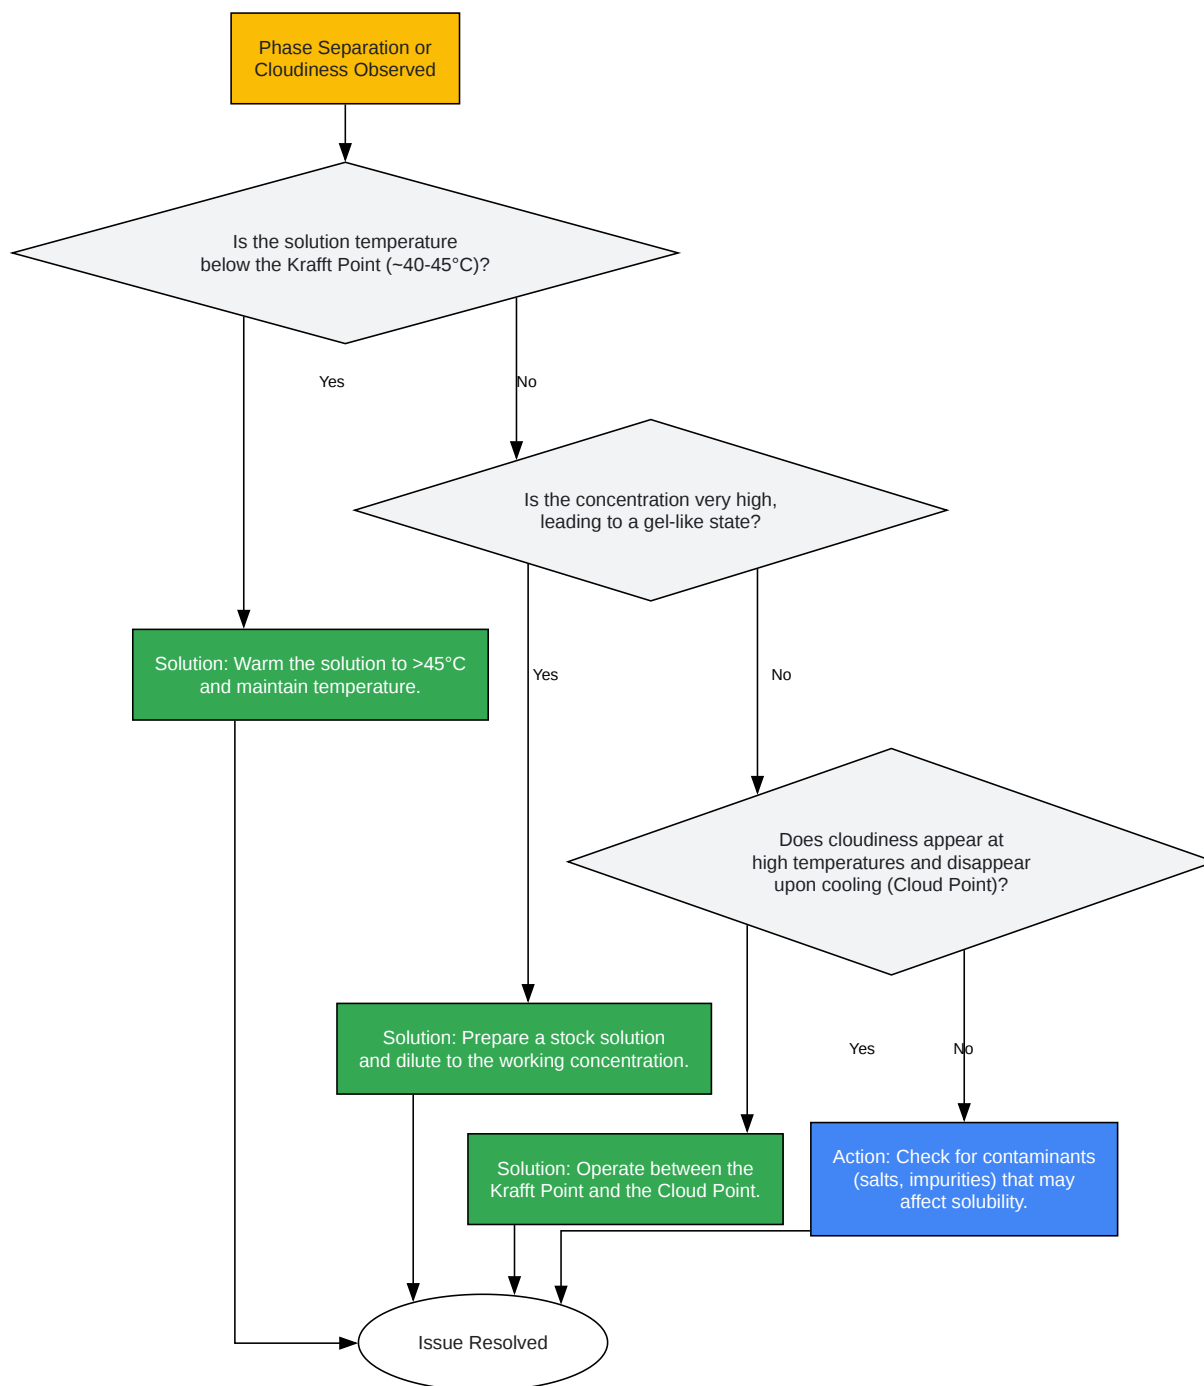 Phase Separation or
Cloudiness Observed
Is the solution temperature
below the Krafft Point (~40-45°C)?
Yes
No
Is the concentration very high,
leading to a gel-like state?
Solution: Warm the solution to >45°C
and maintain temperature.
Yes
No
Does cloudiness appear at
high temperatures and disappear
upon cooling (Cloud Point)?
Solution: Prepare a stock solution
and dilute to the working concentration.
Yes
No
Solution: Operate between the
Krafft Point and the Cloud Point.
Action: Check for contaminants
(salts, impurities) that may
affect solubility.
Issue Resolved